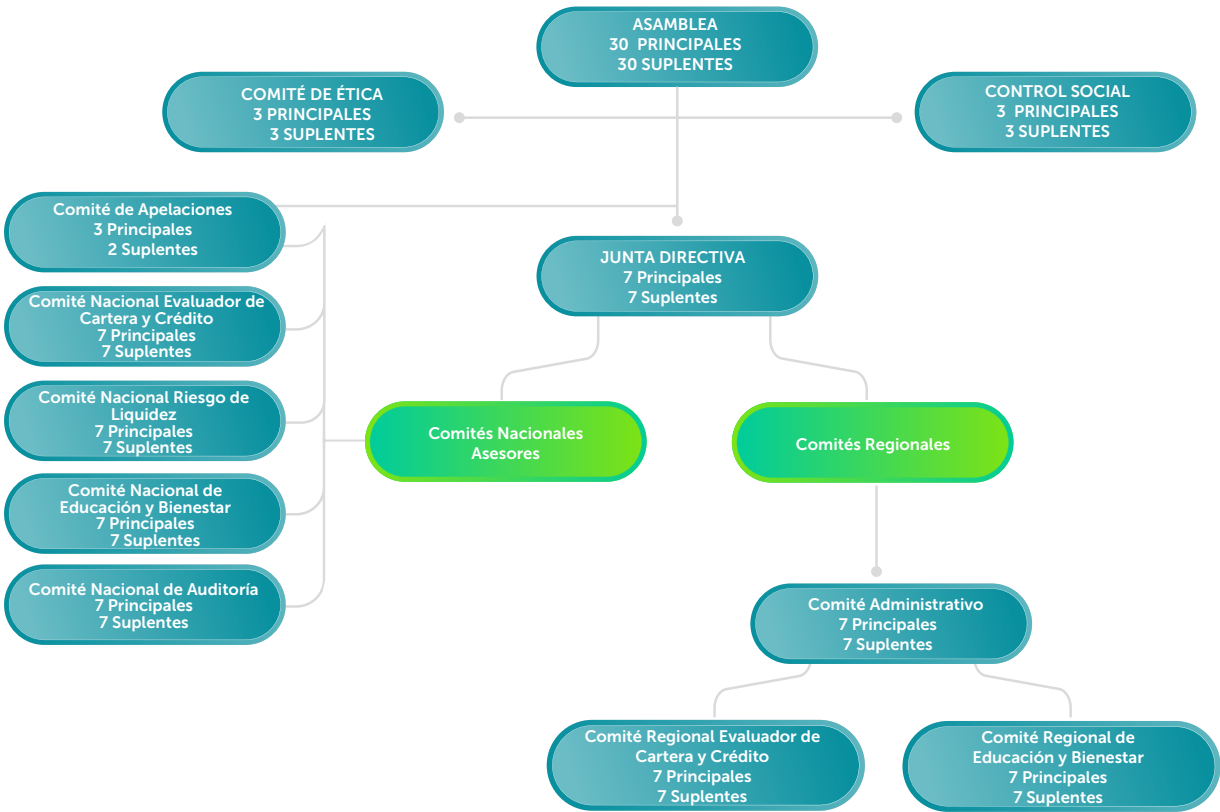 ASAMBLEA
30 PRINCIPALES
30 SUPLENTES
COMITÉ DE ÉTICA
3 PRINCIPALES
3 SUPLENTES
CONTROL SOCIAL
3 PRINCIPALES
3 SUPLENTES
Comité de Apelaciones
3 Principales
2 Suplentes
JUNTA DIRECTIVA
7 Principales
7 Suplentes
Comité Nacional Evaluador de
Cartera y Crédito
7 Principales
7 Suplentes
Comité Nacional Riesgo de
Liquidez
7 Principales
7 Suplentes
Comités Nacionales
Asesores
Comités Regionales
Comité Nacional de
Educación y Bienestar
7 Principales
7 Suplentes
Comité Nacional de Auditoría
7 Principales
7 Suplentes
Comité Administrativo
7 Principales
7 Suplentes
Comité Regional Evaluador de
Cartera y Crédito
7 Principales
7 Suplentes
Comité Regional de
Educación y Bienestar
7 Principales
7 Suplentes